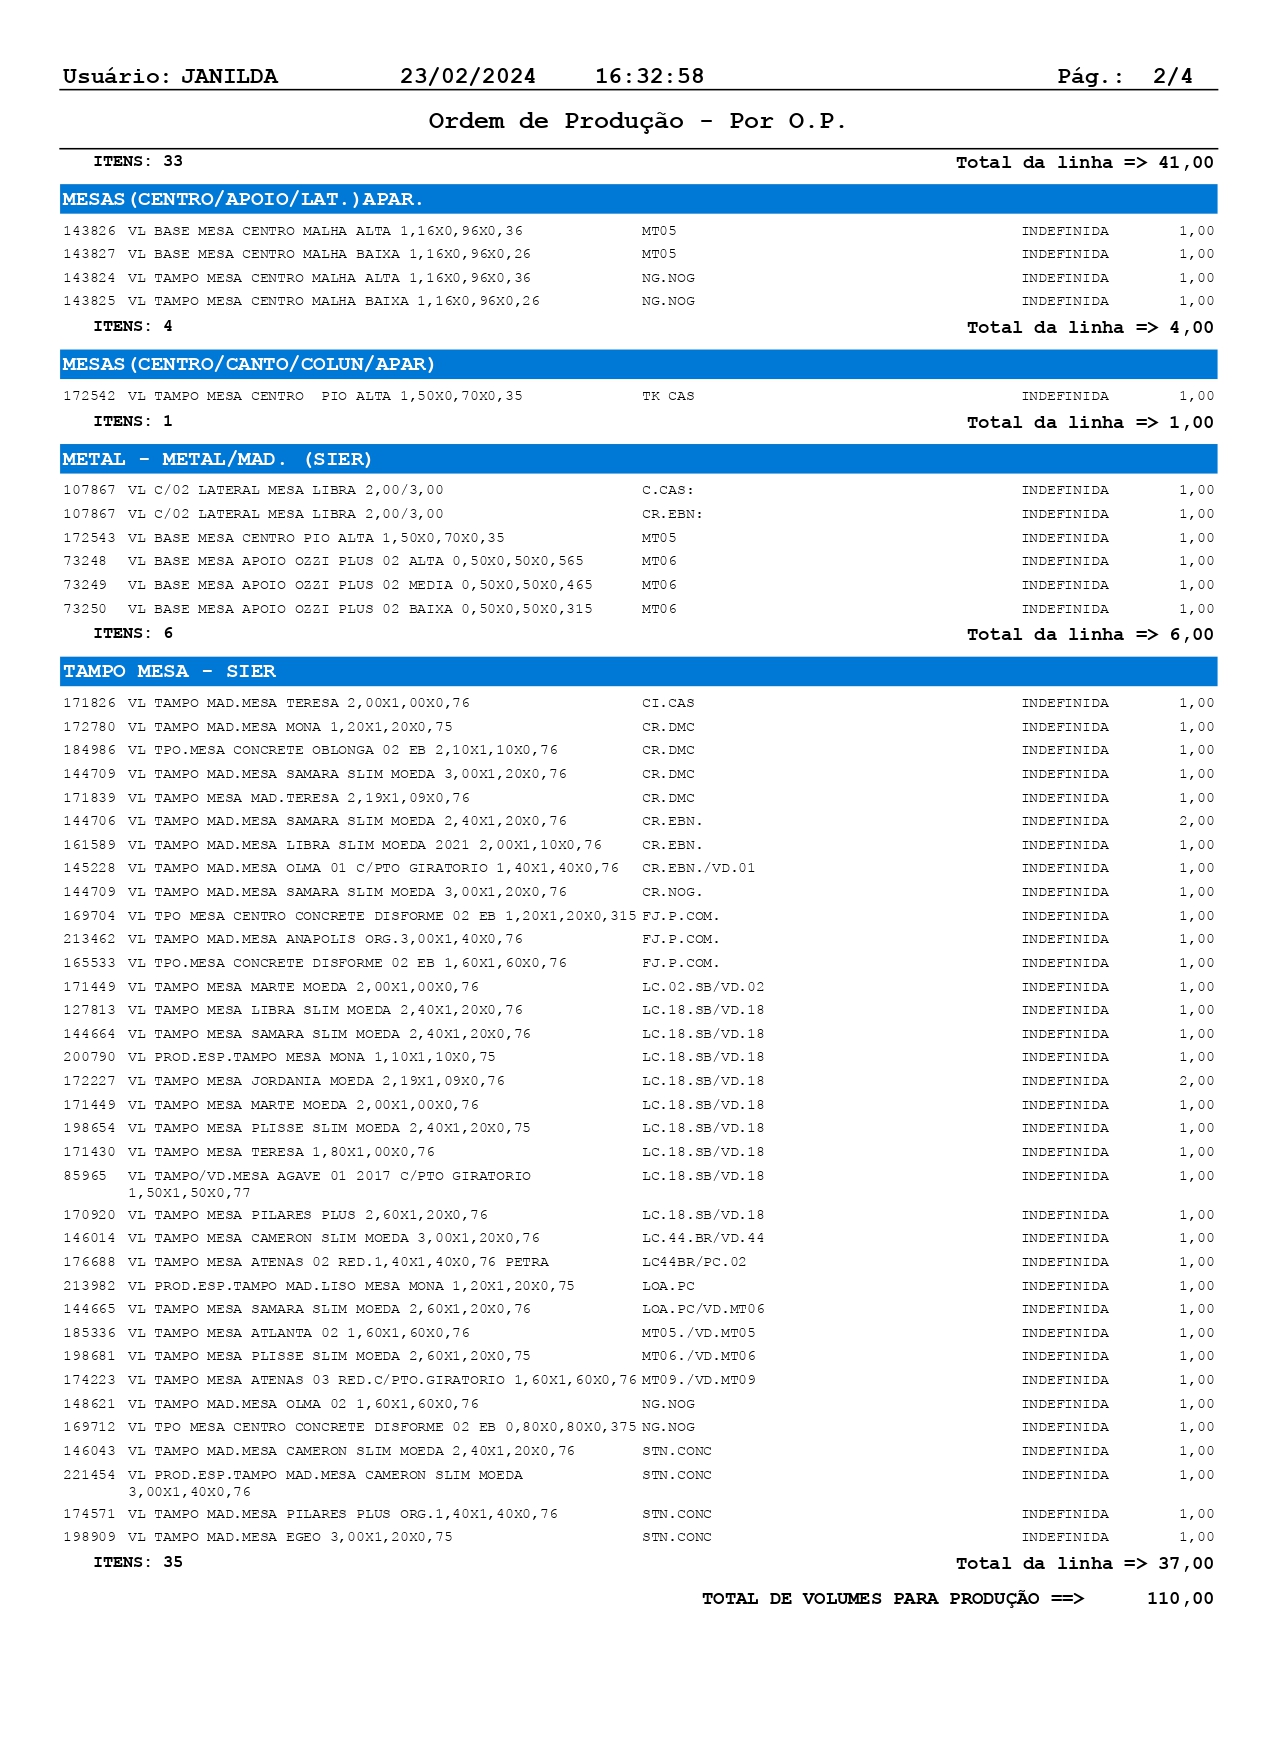 Usuário: JANILDA 23/02/2024 16:32:58 Pág.: 2/4
Ordem de Produção - Por O.P.
ITENS: 33 Total da linha => 41,00
MESAS(CENTRO/APOIO/LAT.)APAR.
143826 VL BASE MESA CENTRO MALHA ALTA 1,16X0,96X0,36 MT05 INDEFINIDA 1,00
143827 VL BASE MESA CENTRO MALHA BAIXA 1,16X0,96X0,26 MT05 INDEFINIDA 1,00
143824 VL TAMPO MESA CENTRO MALHA ALTA 1,16X0,96X0,36 NG.NOG INDEFINIDA 1,00
143825 VL TAMPO MESA CENTRO MALHA BAIXA 1,16X0,96X0,26 NG.NOG INDEFINIDA 1,00
ITENS: 4 Total da linha => 4,00
MESAS(CENTRO/CANTO/COLUN/APAR)
172542 VL TAMPO MESA CENTRO  PIO ALTA 1,50X0,70X0,35 TK CAS INDEFINIDA 1,00
ITENS: 1 Total da linha => 1,00
METAL - METAL/MAD. (SIER)
107867 VL C/02 LATERAL MESA LIBRA 2,00/3,00 C.CAS: INDEFINIDA 1,00
107867 VL C/02 LATERAL MESA LIBRA 2,00/3,00 CR.EBN: INDEFINIDA 1,00
172543 VL BASE MESA CENTRO PIO ALTA 1,50X0,70X0,35 MT05 INDEFINIDA 1,00
73248 VL BASE MESA APOIO OZZI PLUS 02 ALTA 0,50X0,50X0,565 MT06 INDEFINIDA 1,00
73249 VL BASE MESA APOIO OZZI PLUS 02 MEDIA 0,50X0,50X0,465 MT06 INDEFINIDA 1,00
73250 VL BASE MESA APOIO OZZI PLUS 02 BAIXA 0,50X0,50X0,315 MT06 INDEFINIDA 1,00
ITENS: 6 Total da linha => 6,00
TAMPO MESA - SIER
171826 VL TAMPO MAD.MESA TERESA 2,00X1,00X0,76 CI.CAS INDEFINIDA 1,00
172780 VL TAMPO MAD.MESA MONA 1,20X1,20X0,75 CR.DMC INDEFINIDA 1,00
184986 VL TPO.MESA CONCRETE OBLONGA 02 EB 2,10X1,10X0,76 CR.DMC INDEFINIDA 1,00
144709 VL TAMPO MAD.MESA SAMARA SLIM MOEDA 3,00X1,20X0,76 CR.DMC INDEFINIDA 1,00
171839 VL TAMPO MESA MAD.TERESA 2,19X1,09X0,76 CR.DMC INDEFINIDA 1,00
144706 VL TAMPO MAD.MESA SAMARA SLIM MOEDA 2,40X1,20X0,76 CR.EBN. INDEFINIDA 2,00
161589 VL TAMPO MAD.MESA LIBRA SLIM MOEDA 2021 2,00X1,10X0,76 CR.EBN. INDEFINIDA 1,00
145228 VL TAMPO MAD.MESA OLMA 01 C/PTO GIRATORIO 1,40X1,40X0,76 CR.EBN./VD.01 INDEFINIDA 1,00
144709 VL TAMPO MAD.MESA SAMARA SLIM MOEDA 3,00X1,20X0,76 CR.NOG. INDEFINIDA 1,00
169704 VL TPO MESA CENTRO CONCRETE DISFORME 02 EB 1,20X1,20X0,315 FJ.P.COM. INDEFINIDA 1,00
213462 VL TAMPO MAD.MESA ANAPOLIS ORG.3,00X1,40X0,76 FJ.P.COM. INDEFINIDA 1,00
165533 VL TPO.MESA CONCRETE DISFORME 02 EB 1,60X1,60X0,76 FJ.P.COM. INDEFINIDA 1,00
171449 VL TAMPO MESA MARTE MOEDA 2,00X1,00X0,76 LC.02.SB/VD.02 INDEFINIDA 1,00
127813 VL TAMPO MESA LIBRA SLIM MOEDA 2,40X1,20X0,76 LC.18.SB/VD.18 INDEFINIDA 1,00
144664 VL TAMPO MESA SAMARA SLIM MOEDA 2,40X1,20X0,76 LC.18.SB/VD.18 INDEFINIDA 1,00
200790 VL PROD.ESP.TAMPO MESA MONA 1,10X1,10X0,75 LC.18.SB/VD.18 INDEFINIDA 1,00
172227 VL TAMPO MESA JORDANIA MOEDA 2,19X1,09X0,76 LC.18.SB/VD.18 INDEFINIDA 2,00
171449 VL TAMPO MESA MARTE MOEDA 2,00X1,00X0,76 LC.18.SB/VD.18 INDEFINIDA 1,00
198654 VL TAMPO MESA PLISSE SLIM MOEDA 2,40X1,20X0,75 LC.18.SB/VD.18 INDEFINIDA 1,00
171430 VL TAMPO MESA TERESA 1,80X1,00X0,76 LC.18.SB/VD.18 INDEFINIDA 1,00
85965 VL TAMPO/VD.MESA AGAVE 01 2017 C/PTO GIRATORIO LC.18.SB/VD.18 INDEFINIDA 1,00
1,50X1,50X0,77
170920 VL TAMPO MESA PILARES PLUS 2,60X1,20X0,76 LC.18.SB/VD.18 INDEFINIDA 1,00
146014 VL TAMPO MESA CAMERON SLIM MOEDA 3,00X1,20X0,76 LC.44.BR/VD.44 INDEFINIDA 1,00
176688 VL TAMPO MESA ATENAS 02 RED.1,40X1,40X0,76 PETRA LC44BR/PC.02 INDEFINIDA 1,00
213982 VL PROD.ESP.TAMPO MAD.LISO MESA MONA 1,20X1,20X0,75 LOA.PC INDEFINIDA 1,00
144665 VL TAMPO MESA SAMARA SLIM MOEDA 2,60X1,20X0,76 LOA.PC/VD.MT06 INDEFINIDA 1,00
185336 VL TAMPO MESA ATLANTA 02 1,60X1,60X0,76 MT05./VD.MT05 INDEFINIDA 1,00
198681 VL TAMPO MESA PLISSE SLIM MOEDA 2,60X1,20X0,75 MT06./VD.MT06 INDEFINIDA 1,00
174223 VL TAMPO MESA ATENAS 03 RED.C/PTO.GIRATORIO 1,60X1,60X0,76 MT09./VD.MT09 INDEFINIDA 1,00
148621 VL TAMPO MAD.MESA OLMA 02 1,60X1,60X0,76 NG.NOG INDEFINIDA 1,00
169712 VL TPO MESA CENTRO CONCRETE DISFORME 02 EB 0,80X0,80X0,375 NG.NOG INDEFINIDA 1,00
146043 VL TAMPO MAD.MESA CAMERON SLIM MOEDA 2,40X1,20X0,76 STN.CONC INDEFINIDA 1,00
221454 VL PROD.ESP.TAMPO MAD.MESA CAMERON SLIM MOEDA STN.CONC INDEFINIDA 1,00
3,00X1,40X0,76
174571 VL TAMPO MAD.MESA PILARES PLUS ORG.1,40X1,40X0,76 STN.CONC INDEFINIDA 1,00
198909 VL TAMPO MAD.MESA EGEO 3,00X1,20X0,75 STN.CONC INDEFINIDA 1,00
ITENS: 35 Total da linha => 37,00
TOTAL DE VOLUMES PARA PRODUÇÃO ==> 110,00